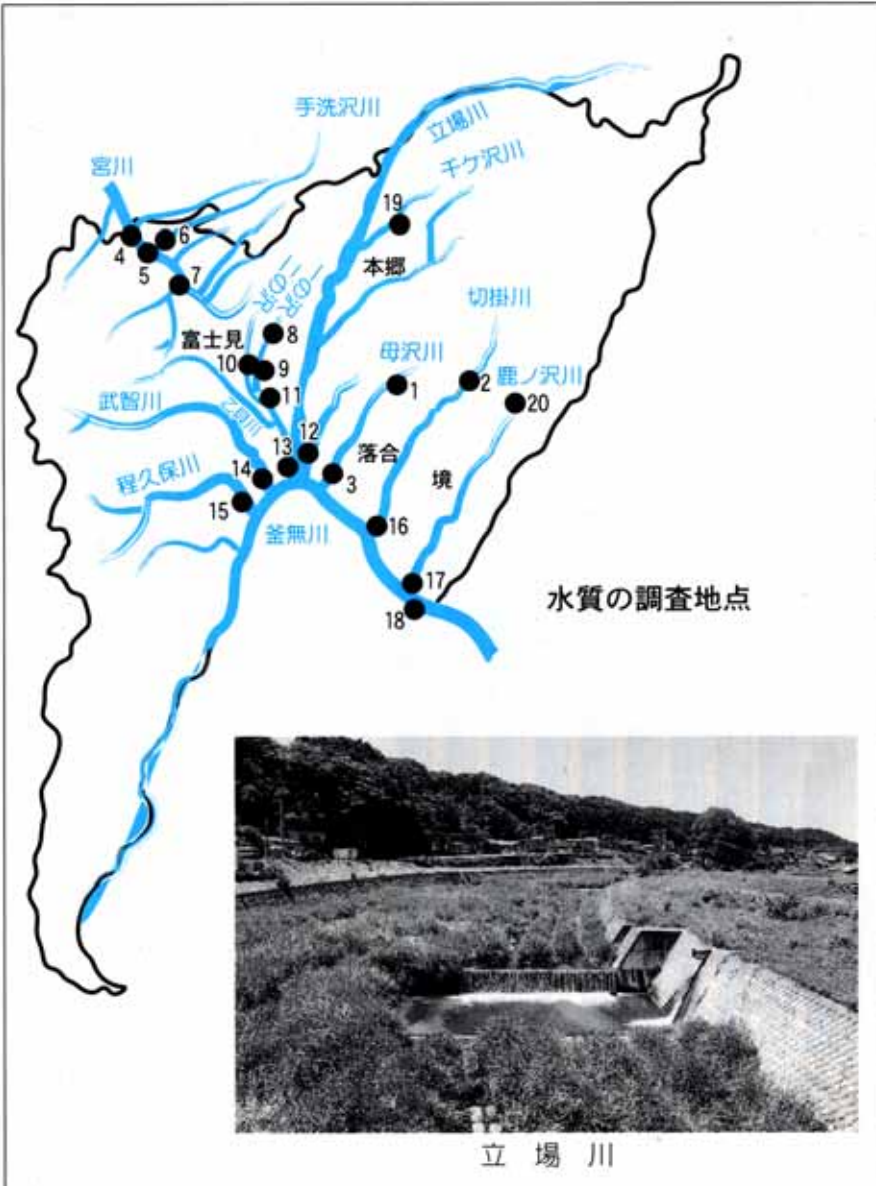 手洗沢川
立場川
宮川
千ケ沢川
19
6
4
5
本郷
7
一の沢
二の沢
切掛川
8
富士見
母沢川
10
9
2
鹿ノ沢川
1
20
11
武智川
乙貝川
12
13
落合
程久保川
14
3
境
15
16
釜無川
17
水質の調査地点
18
立場川